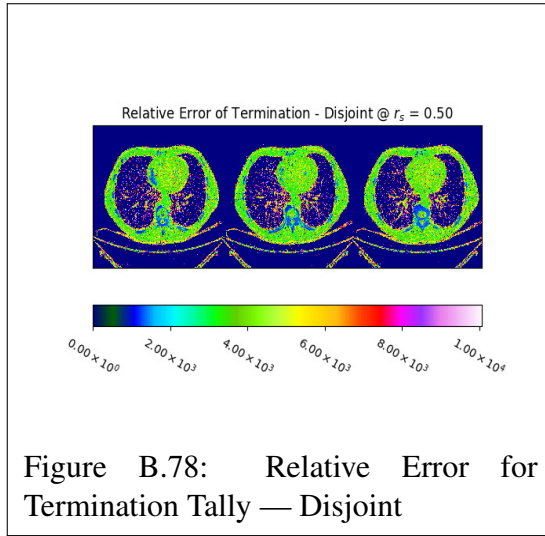 Relative Error of Termination - Disjoint @ r_s = 0.50
0.00 × 10^0
2.00 × 10^3
4.00 × 10^3
6.00 × 10^3
8.00 × 10^3
1.00 × 10^4
Figure B.78: Relative Error for
Termination Tally — Disjoint